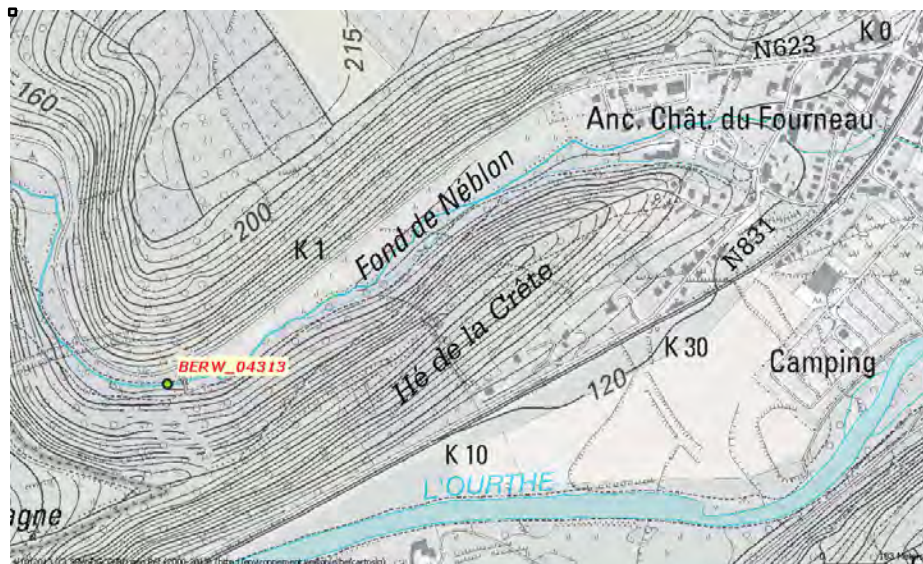 215
N623
K 0
160
Anc. Chât. du Fourneau
Fond de Néblon
200
K 1
N831
Hé de la Crête
BERW_04313
K 30
Camping
120
K 10
L'OURTHE
agne